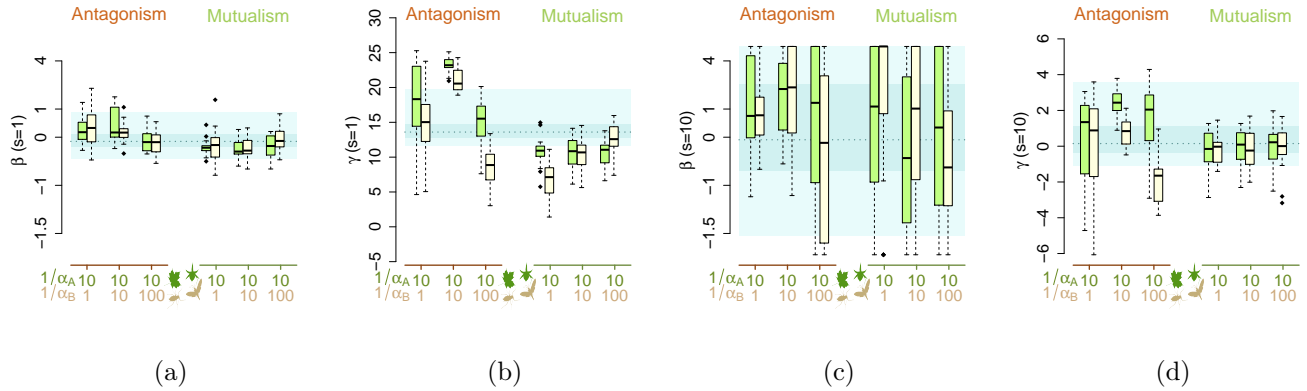 Antagonism Mutualism
β (s=1)
4
1
0
−1
−1.5
1/αA 10 10 10 10 10 10
1/αB 1 10 100 1 10 100
(a)
Antagonism Mutualism
γ (s=1)
25
20
15
10
5
0
−5
1/αA 10 10 10 10 10 10
1/αB 1 10 100 1 10 100
(b)
Antagonism Mutualism
β (s=10)
4
1
0
−1
−1.5
1/αA 10 10 10 10 10 10
1/αB 1 10 100 1 10 100
(c)
Antagonism Mutualism
γ (s=10)
6
4
2
0
−2
−4
−6
1/αA 10 10 10 10 10 10
1/αB 1 10 100 1 10 100
(d)